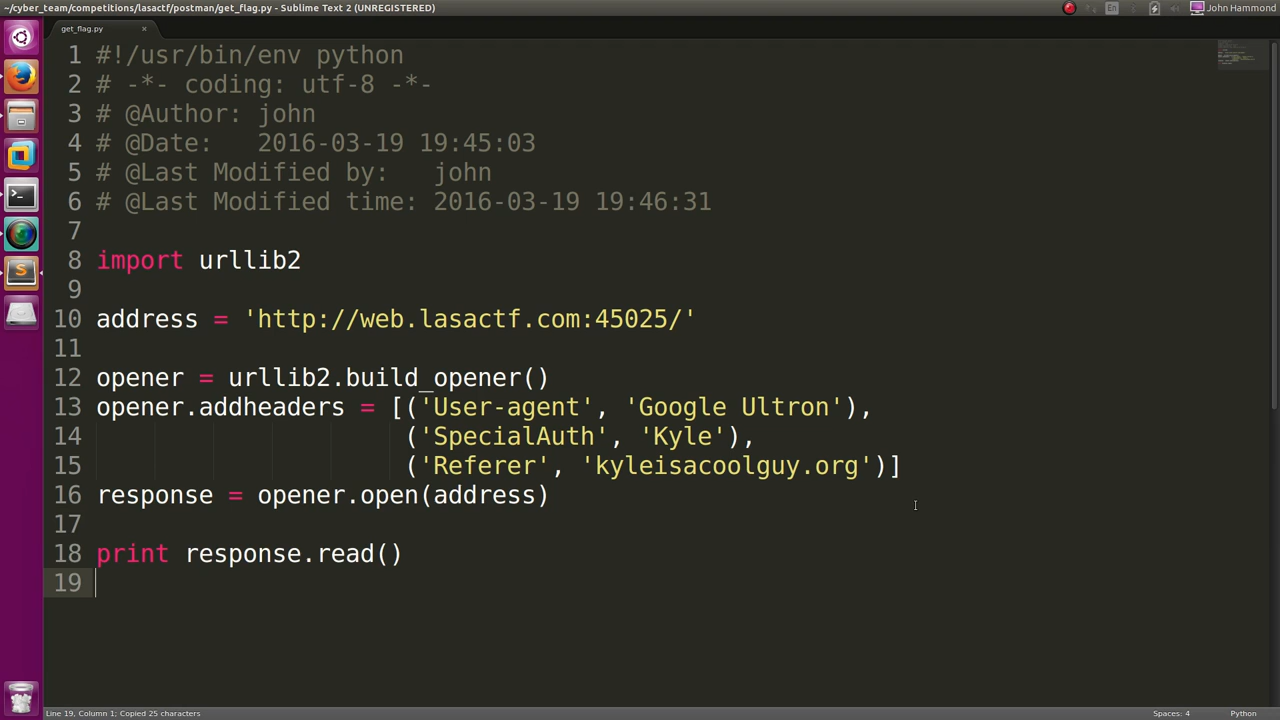 ~/cyber_team/competitions/lasactf/postman/get_flag.py - Sublime Text 2 (UNREGISTERED)
En
John Hammond
get_flag.py ×
1 #!/usr/bin/env python
2 # -*- coding: utf-8 -*-
3 # @Author: john
4 # @Date:   2016-03-19 19:45:03
5 # @Last Modified by:   john
6 # @Last Modified time: 2016-03-19 19:46:31
7
8 import urllib2
9
10 address = 'http://web.lasactf.com:45025/'
11
12 opener = urllib2.build_opener()
13 opener.addheaders = [('User-agent', 'Google Ultron'),
14                      ('SpecialAuth', 'Kyle'),
15                      ('Referer', 'kyleisacoolguy.org')]
16 response = opener.open(address)
17
18 print response.read()
19
Line 19, Column 1; Copied 25 characters
Spaces: 4
Python